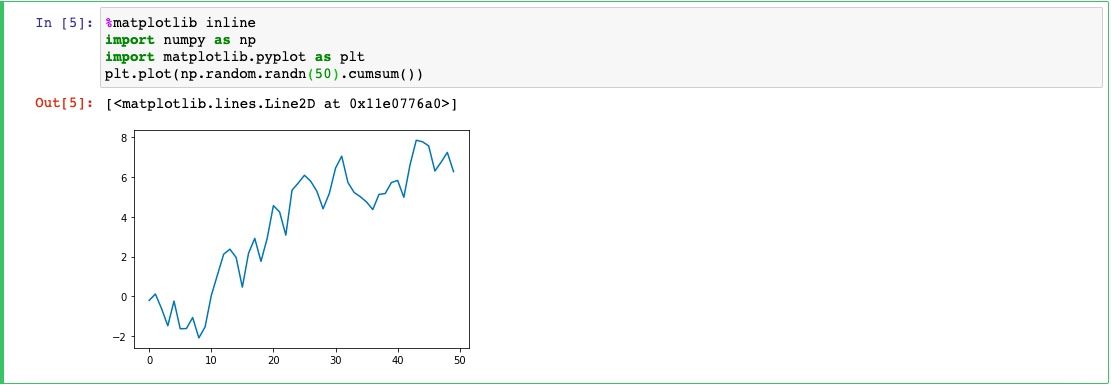 In [5]: %matplotlib inline
import numpy as np
import matplotlib.pyplot as plt
plt.plot(np.random.randn(50).cumsum())
Out[5]: [<matplotlib.lines.Line2D at 0x11e0776a0>]
8
6
4
2
0
−2
0 10 20 30 40 50